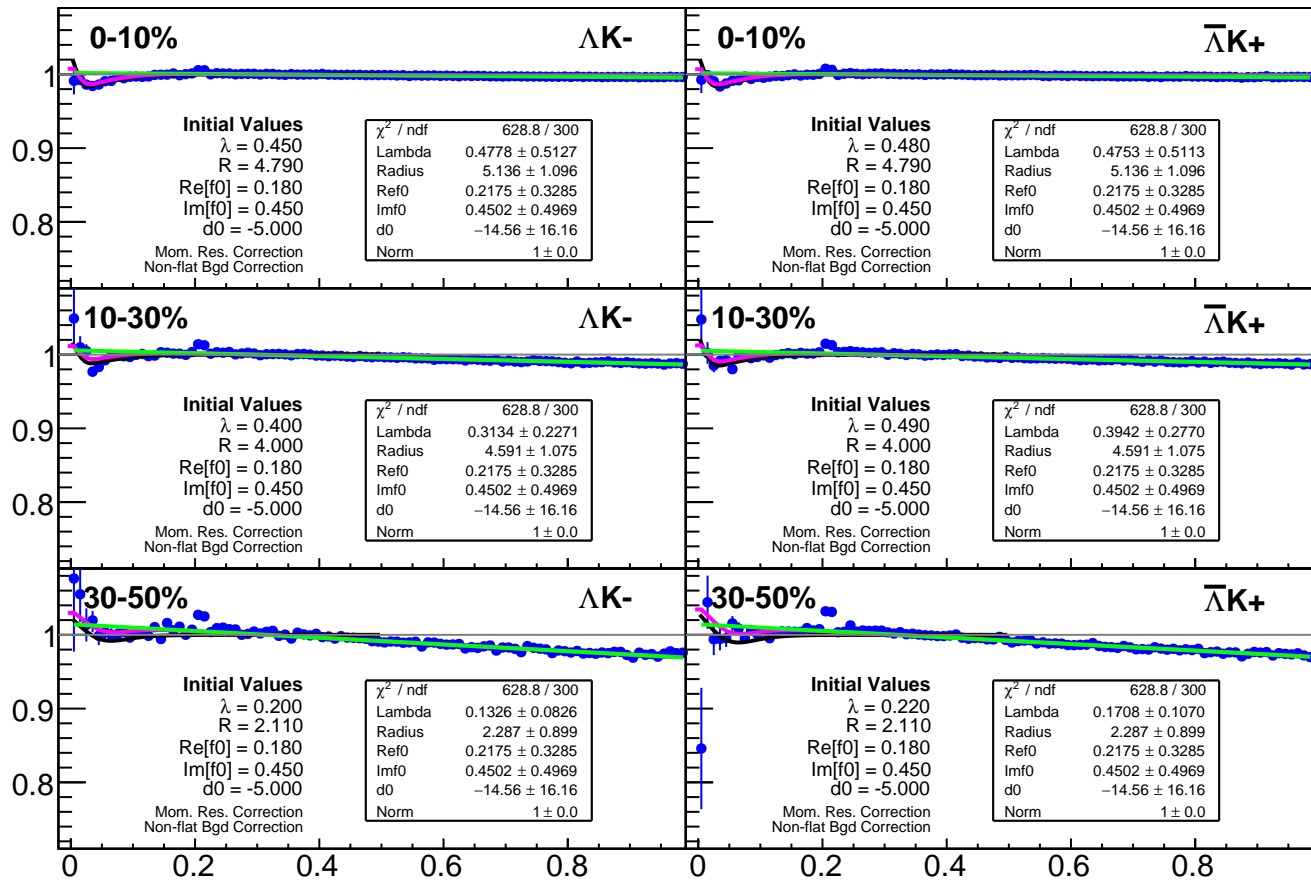 0-10%
ΛK-
1
0.9
0.8
Initial Values
λ = 0.450
R = 4.790
Re[f0] = 0.180
Im[f0] = 0.450
d0 = -5.000
Mom. Res. Correction
Non-flat Bgd Correction
χ² / ndf 628.8 / 300
Lambda 0.4778 ± 0.5127
Radius 5.136 ± 1.096
Ref0 0.2175 ± 0.3285
Imf0 0.4502 ± 0.4969
d0 −14.56 ± 16.16
Norm 1 ± 0.0
0-10%
Λ̅K+
Initial Values
λ = 0.480
R = 4.790
Re[f0] = 0.180
Im[f0] = 0.450
d0 = -5.000
Mom. Res. Correction
Non-flat Bgd Correction
χ² / ndf 628.8 / 300
Lambda 0.4753 ± 0.5113
Radius 5.136 ± 1.096
Ref0 0.2175 ± 0.3285
Imf0 0.4502 ± 0.4969
d0 −14.56 ± 16.16
Norm 1 ± 0.0
10-30%
ΛK-
1
0.9
0.8
Initial Values
λ = 0.400
R = 4.000
Re[f0] = 0.180
Im[f0] = 0.450
d0 = -5.000
Mom. Res. Correction
Non-flat Bgd Correction
χ² / ndf 628.8 / 300
Lambda 0.3134 ± 0.2271
Radius 4.591 ± 1.075
Ref0 0.2175 ± 0.3285
Imf0 0.4502 ± 0.4969
d0 −14.56 ± 16.16
Norm 1 ± 0.0
10-30%
Λ̅K+
Initial Values
λ = 0.490
R = 4.000
Re[f0] = 0.180
Im[f0] = 0.450
d0 = -5.000
Mom. Res. Correction
Non-flat Bgd Correction
χ² / ndf 628.8 / 300
Lambda 0.3942 ± 0.2770
Radius 4.591 ± 1.075
Ref0 0.2175 ± 0.3285
Imf0 0.4502 ± 0.4969
d0 −14.56 ± 16.16
Norm 1 ± 0.0
30-50%
ΛK-
1
0.9
0.8
Initial Values
λ = 0.200
R = 2.110
Re[f0] = 0.180
Im[f0] = 0.450
d0 = -5.000
Mom. Res. Correction
Non-flat Bgd Correction
χ² / ndf 628.8 / 300
Lambda 0.1326 ± 0.0826
Radius 2.287 ± 0.899
Ref0 0.2175 ± 0.3285
Imf0 0.4502 ± 0.4969
d0 −14.56 ± 16.16
Norm 1 ± 0.0
30-50%
Λ̅K+
Initial Values
λ = 0.220
R = 2.110
Re[f0] = 0.180
Im[f0] = 0.450
d0 = -5.000
Mom. Res. Correction
Non-flat Bgd Correction
χ² / ndf 628.8 / 300
Lambda 0.1708 ± 0.1070
Radius 2.287 ± 0.899
Ref0 0.2175 ± 0.3285
Imf0 0.4502 ± 0.4969
d0 −14.56 ± 16.16
Norm 1 ± 0.0
0 0.2 0.4 0.6 0.8 0 0.2 0.4 0.6 0.8